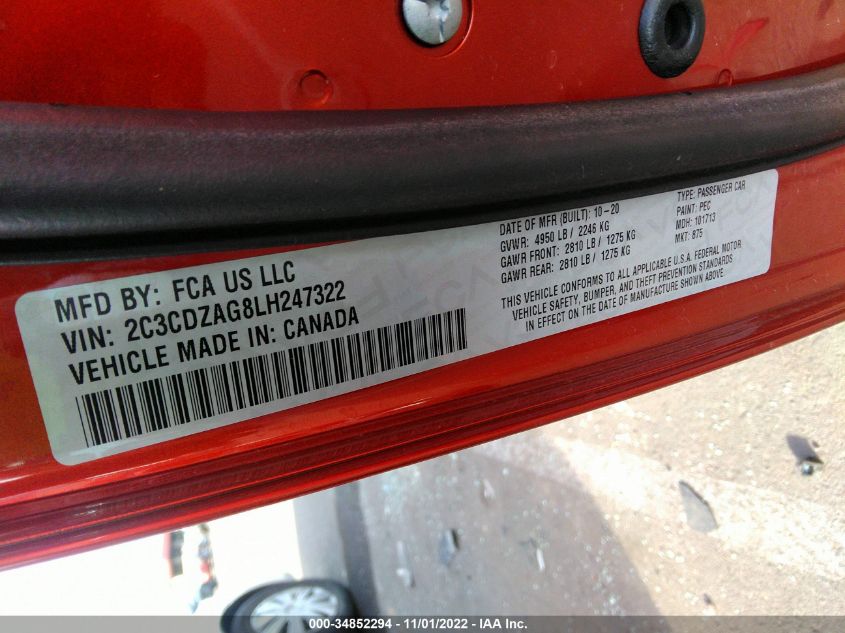 MFD BY: FCA US LLC
VIN: 2C3CDZAG8LH247322
VEHICLE MADE IN: CANADA
DATE OF MFR (BUILT): 10-20
GVWR: 4950 LB / 2246 KG
GAWR FRONT: 2810 LB / 1275 KG
GAWR REAR: 2810 LB / 1275 KG
TYPE: PASSENGER CAR
PAINT: PEC
MDH: 101713
MKT: 875
THIS VEHICLE CONFORMS TO ALL APPLICABLE U.S.A. FEDERAL MOTOR
VEHICLE SAFETY, BUMPER, AND THEFT PREVENTION STANDARDS
IN EFFECT ON THE DATE OF MANUFACTURE SHOWN ABOVE.
000-34852294 - 11/01/2022 - IAA Inc.